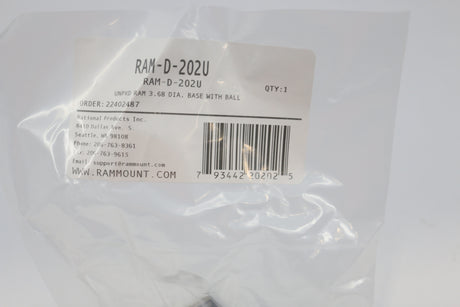 RAM-D-202U
RAM-D-202U
UNPKD RAM 3.68 DIA. BASE WITH BALL
QTY:1
ORDER:22402487
National Products Inc.
8410 Dallas Ave. S.
Seattle, WA 98108
Phone: 206-763-8361
Fax: 206-763-9615
Email: support@rammount.com
WWW.RAMMOUNT.COM
7 93442 20202 5